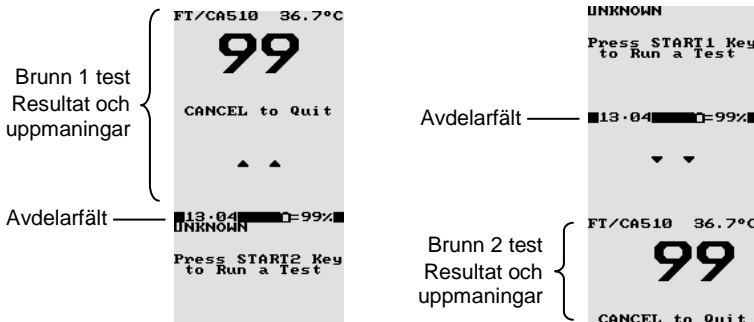 Brunn 1 test
Resultat och
uppmaningar
Avdelarfält
FT/CA510 36.7°C
99
CANCEL to Quit
13·04 =99%
UNKNOWN
Press START2 Key
to Run a Test
UNKNOWN
Press START1 Key
to Run a Test
Avdelarfält
13·04 =99%
Brunn 2 test
Resultat och
uppmaningar
FT/CA510 36.7°C
99
CANCEL to Quit